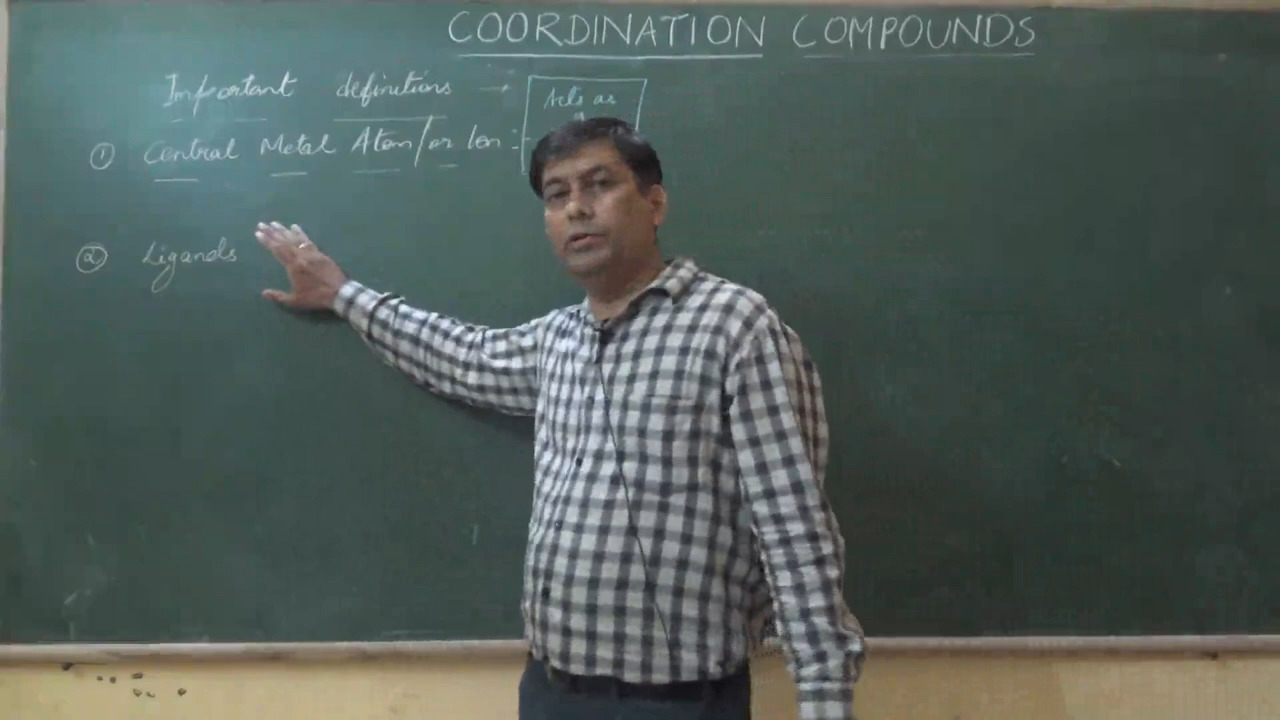 COORDINATION COMPOUNDS
Important definitions →
Acts as
① Central Metal Atom/or Ion :
② Ligands